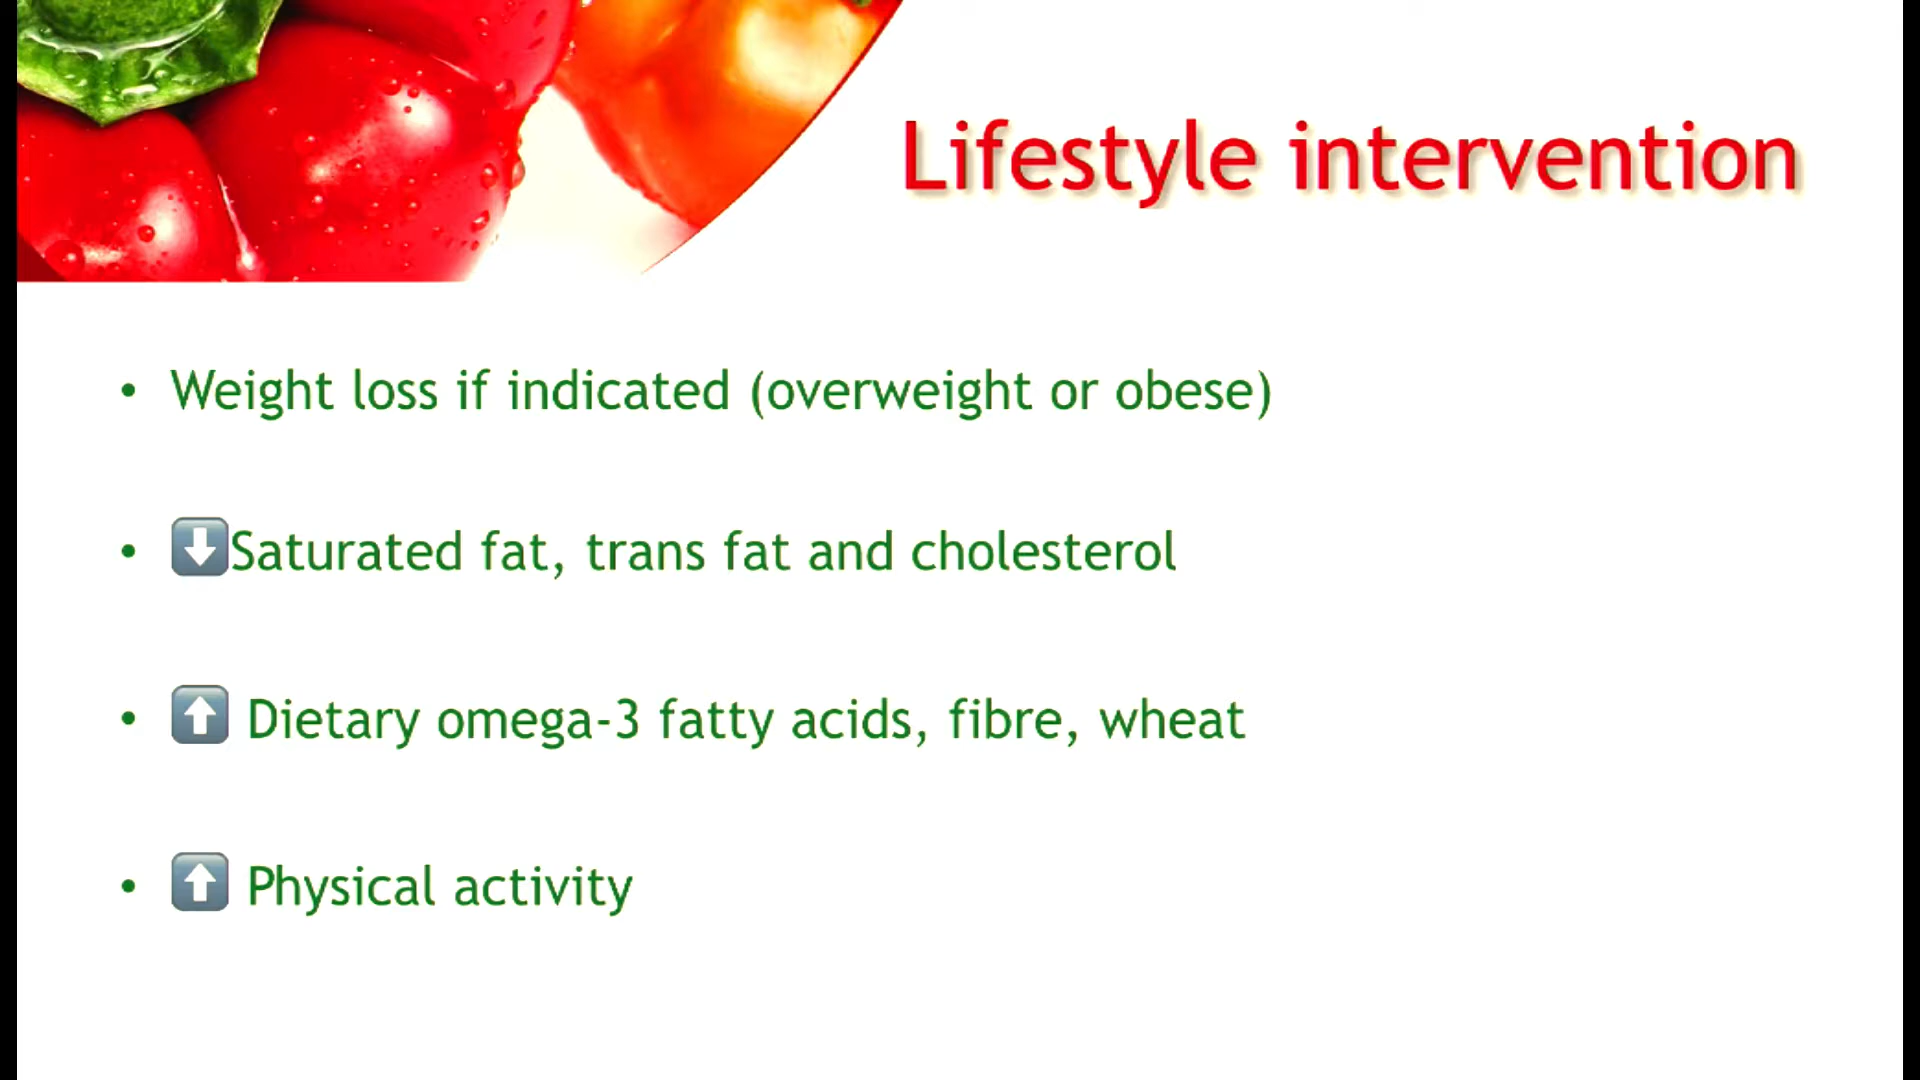 Lifestyle intervention
• Weight loss if indicated (overweight or obese)
• ⬇️Saturated fat, trans fat and cholesterol
• ⬆️ Dietary omega-3 fatty acids, fibre, wheat
• ⬆️ Physical activity